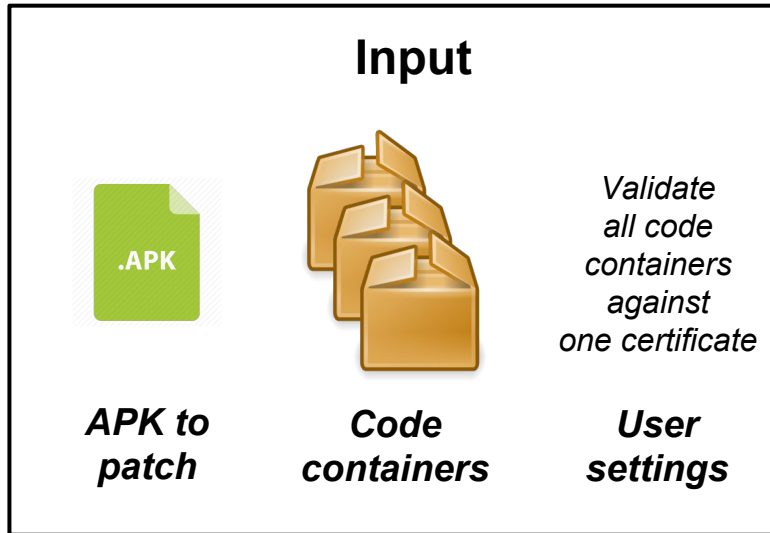 Input
.APK
Validate
all code
containers
against
one certificate
APK to
patch
Code
containers
User
settings